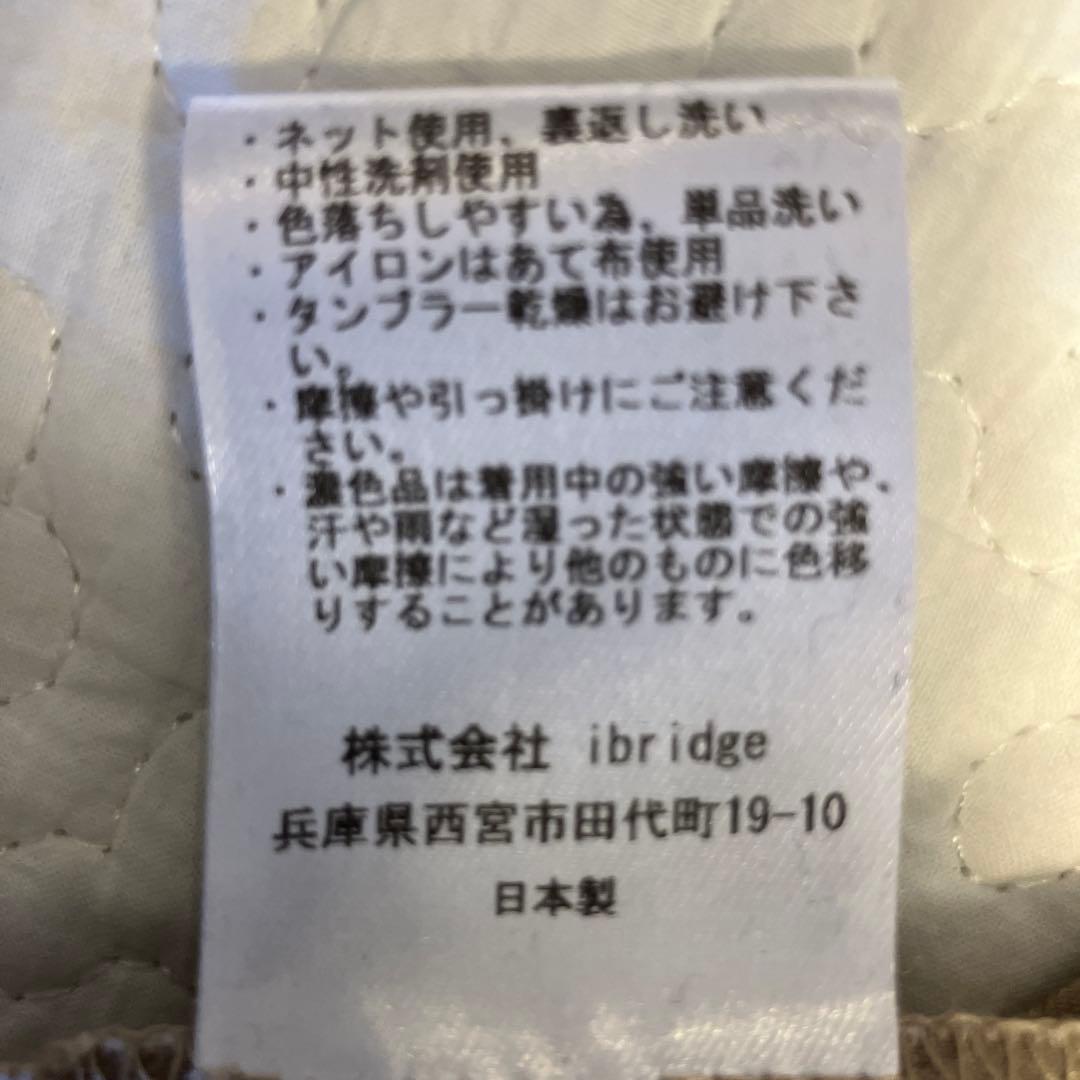 ・ネット使用、裏返し洗い
・中性洗剤使用
・色落ちしやすい為、単品洗い
・アイロンはあて布使用
・タンブラー乾燥はお避け下さ
い。
・摩擦や引っ掛けにご注意くだ
さい。
・濃色品は着用中の強い摩擦や、
汗や雨など湿った状態での強
い摩擦により他のものに色移
りすることがあります。
株式会社 ibridge
兵庫県西宮市田代町19-10
日本製